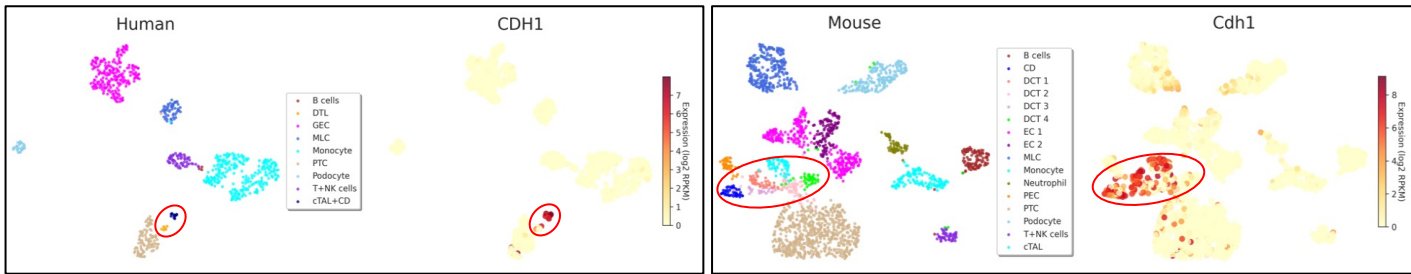 Human
CDH1
B cells
DTL
GEC
MLC
Monocyte
PTC
Podocyte
T+NK cells
cTAL+CD
7
6
5
4
3
2
1
0
Expression (log2 RPKM)
Mouse
Cdh1
B cells
CD
DCT 1
DCT 2
DCT 3
DCT 4
EC 1
EC 2
MLC
Monocyte
Neutrophil
PEC
PTC
Podocyte
T+NK cells
cTAL
8
6
4
2
0
Expression (log2 RPKM)